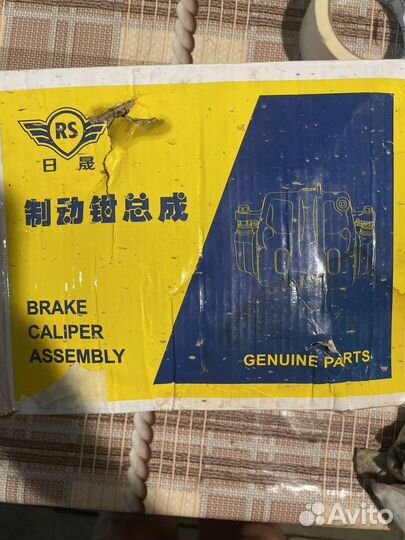 RS
日晟
制动钳总成
BRAKE
CALIPER
ASSEMBLY
GENUINE PARTS
Avito